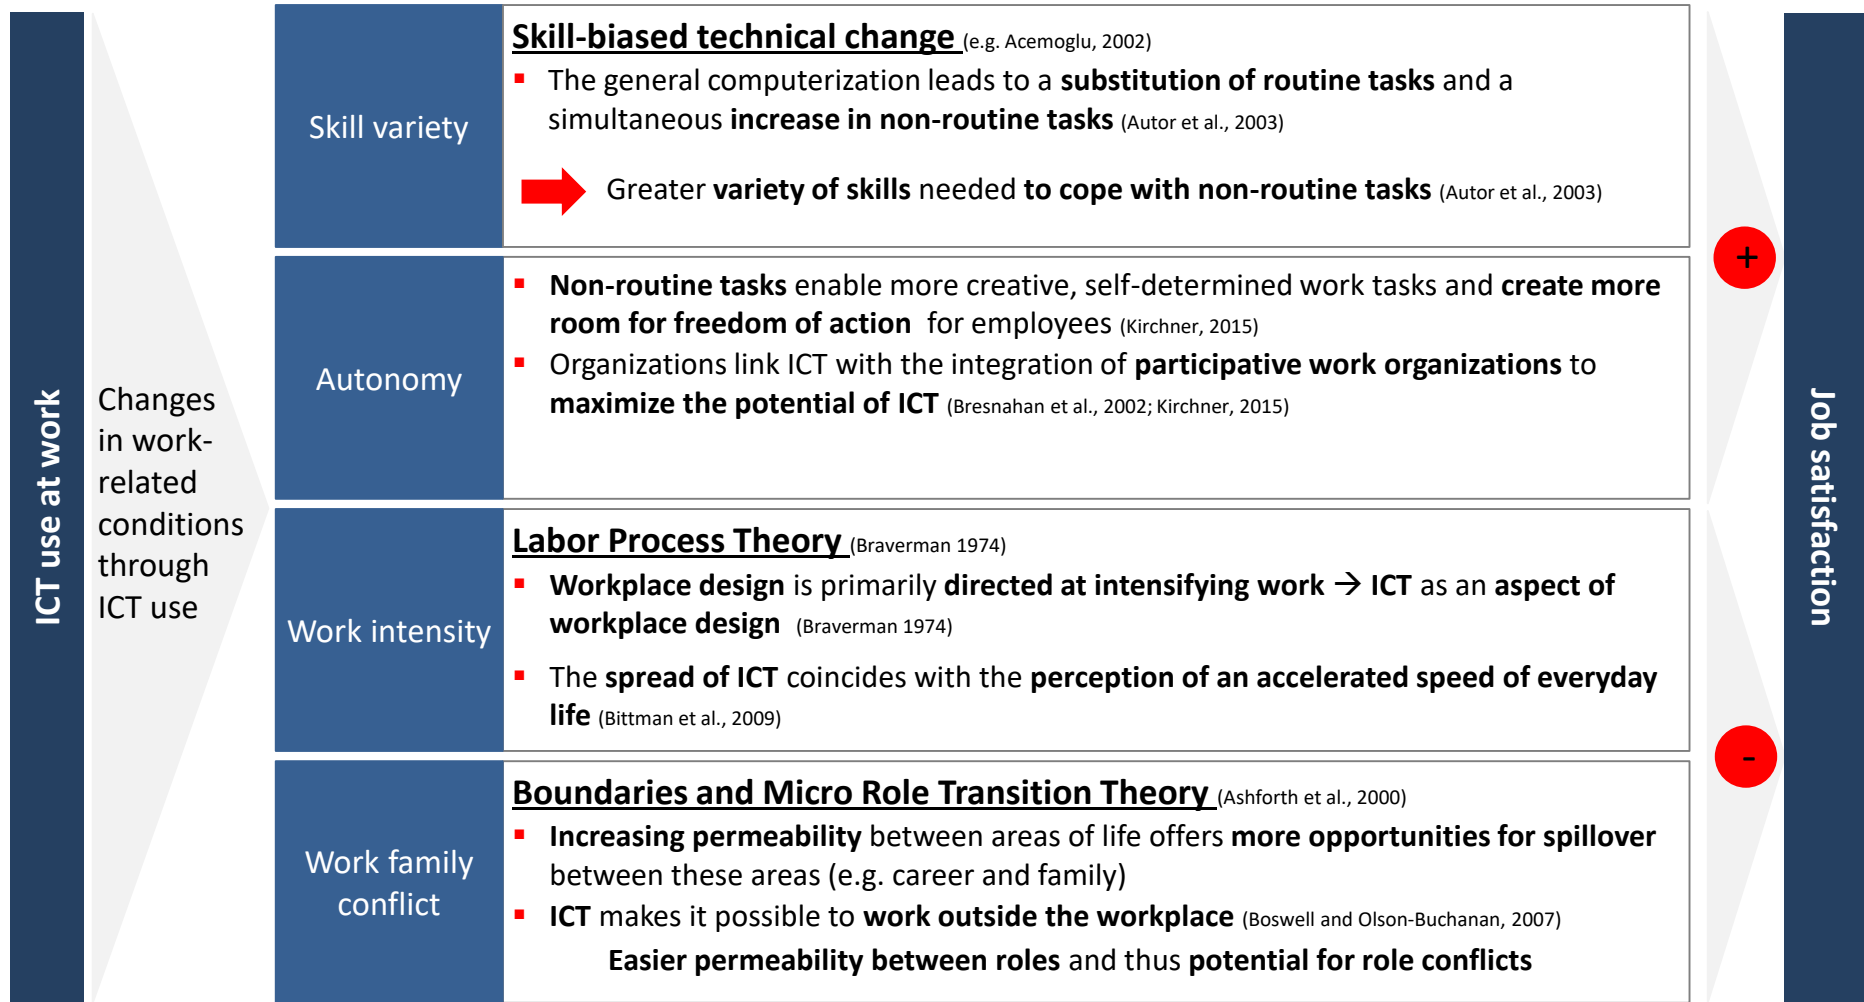 ICT use at work
Changes
in work-
related
conditions
through
ICT use
Skill variety
Skill-biased technical change (e.g. Acemoglu, 2002)
▪ The general computerization leads to a substitution of routine tasks and a
simultaneous increase in non-routine tasks (Autor et al., 2003)
Greater variety of skills needed to cope with non-routine tasks (Autor et al., 2003)
Autonomy
▪ Non-routine tasks enable more creative, self-determined work tasks and create more
room for freedom of action for employees (Kirchner, 2015)
▪ Organizations link ICT with the integration of participative work organizations to
maximize the potential of ICT (Bresnahan et al., 2002; Kirchner, 2015)
Work intensity
Labor Process Theory (Braverman 1974)
▪ Workplace design is primarily directed at intensifying work → ICT as an aspect of
workplace design (Braverman 1974)
▪ The spread of ICT coincides with the perception of an accelerated speed of everyday
life (Bittman et al., 2009)
Work family
conflict
Boundaries and Micro Role Transition Theory (Ashforth et al., 2000)
▪ Increasing permeability between areas of life offers more opportunities for spillover
between these areas (e.g. career and family)
▪ ICT makes it possible to work outside the workplace (Boswell and Olson-Buchanan, 2007)
Easier permeability between roles and thus potential for role conflicts
+
-
Job satisfaction